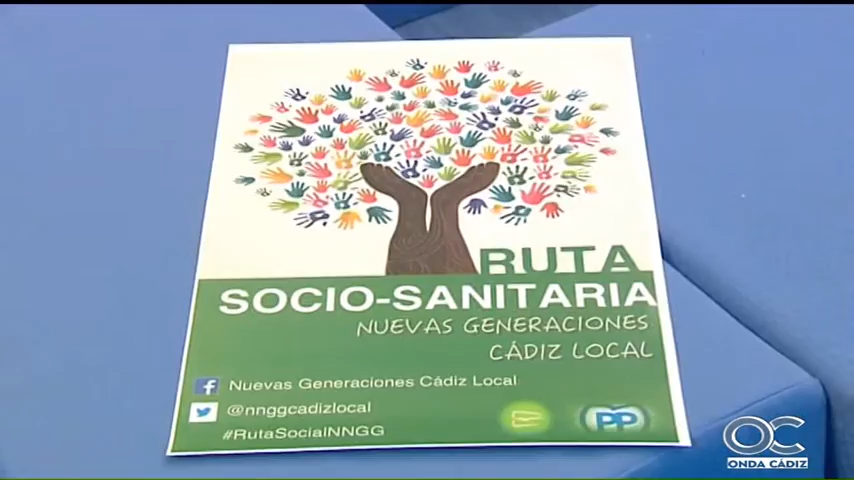 RUTA
SOCIO-SANITARIA
NUEVAS GENERACIONES
CÁDIZ LOCAL
Nuevas Generaciones Cádiz Local
@nnggcadizlocal
#RutaSocialNNGG
PP
OC
ONDA CÁDIZ